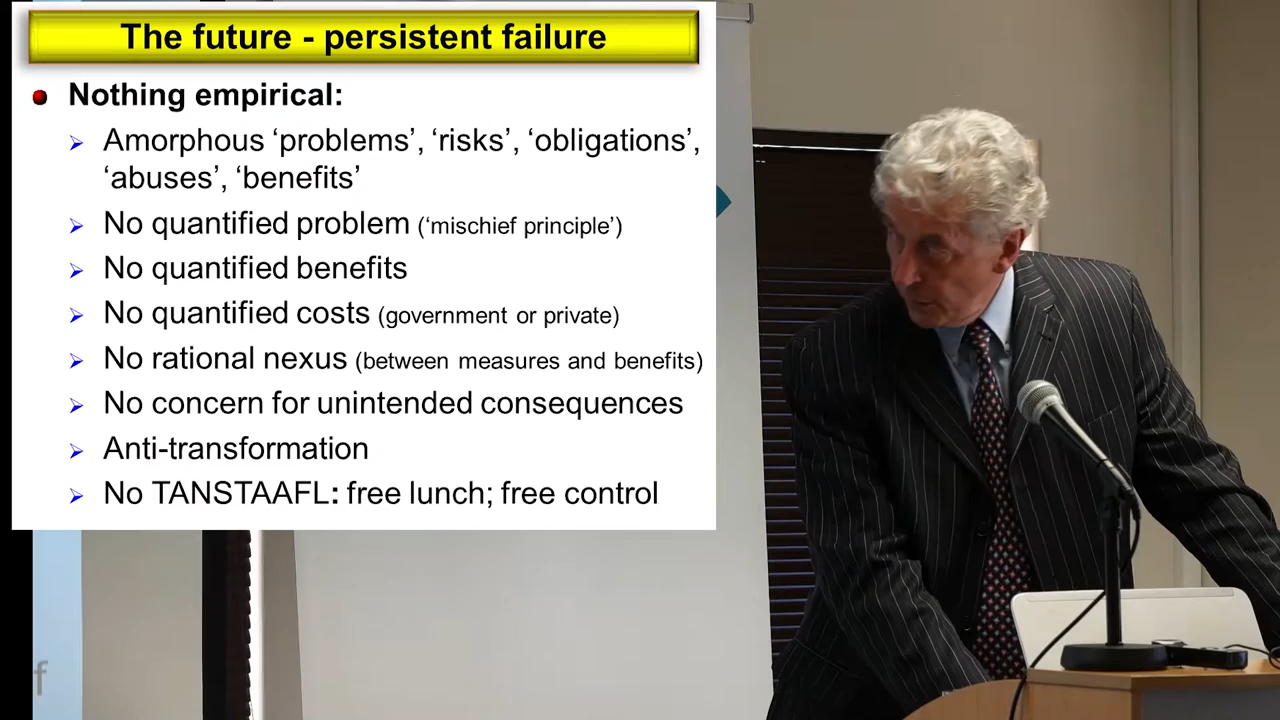 The future - persistent failure
Nothing empirical:
Amorphous ‘problems’, ‘risks’, ‘obligations’,
‘abuses’, ‘benefits’
No quantified problem (‘mischief principle’)
No quantified benefits
No quantified costs (government or private)
No rational nexus (between measures and benefits)
No concern for unintended consequences
Anti-transformation
No TANSTAAFL: free lunch; free control
f